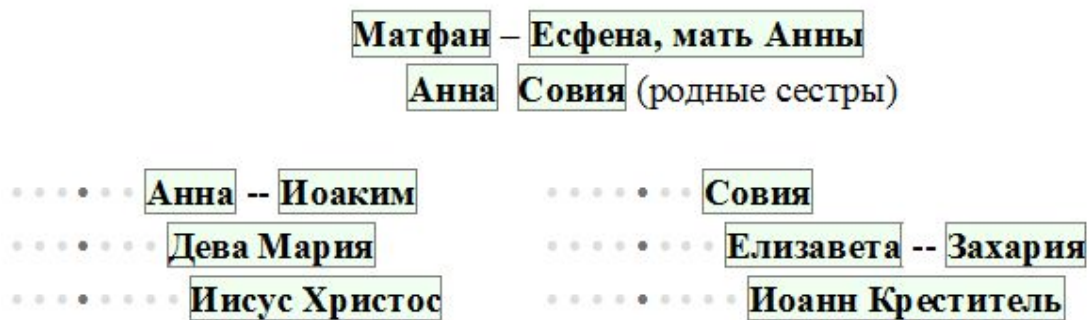 Матфан – Есфена, мать Анны
Анна Совия (родные сестры)
Анна -- Иоаким
Совия
Дева Мария
Елизавета -- Захария
Иисус Христос
Иоанн Креститель